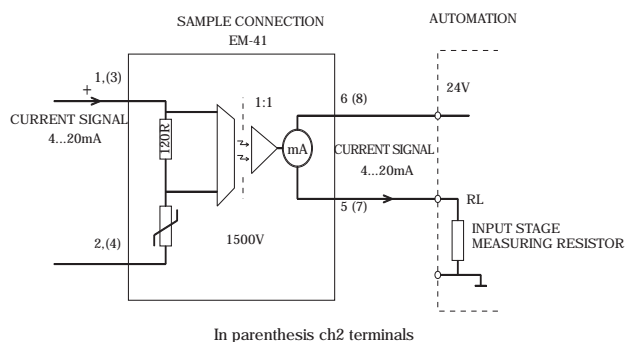 SAMPLE CONNECTION
EM-41
AUTOMATION
1,(3)
+
1:1
6 (8)
24V
CURRENT SIGNAL
4...20mA
120R
mA
CURRENT SIGNAL
4...20mA
5 (7)
RL
2,(4)
1500V
INPUT STAGE
MEASURING RESISTOR
In parenthesis ch2 terminals